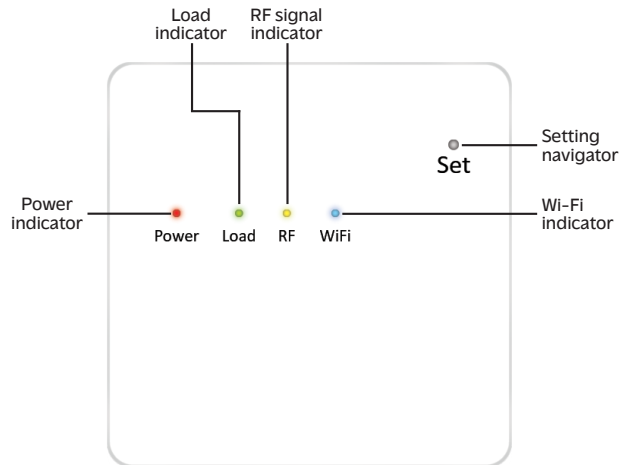 Load
indicator
RF signal
indicator
Setting
navigator
Set
Power
indicator
Wi-Fi
indicator
Power
Load
RF
WiFi